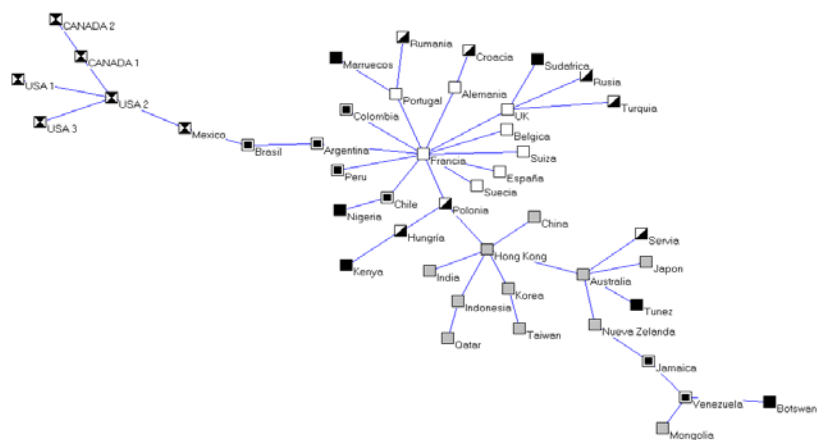 CANADA 2
CANADA 1
USA 1
USA 2
USA 3
Mexico
Brasil
Argentina
Marruecos
Rumania
Croacia
Sudafrica
Rusia
Turquia
Portugal
Alemania
UK
Colombia
Belgica
Francia
Suiza
Peru
España
Suecia
Chile
Nigeria
Polonia
China
Hungría
Kenya
Hong Kong
Servia
India
Japon
Australia
Korea
Indonesia
Tunez
Qatar
Taiwan
Nueva Zelanda
Jamaica
Venezuela
Botswan
Mongolia